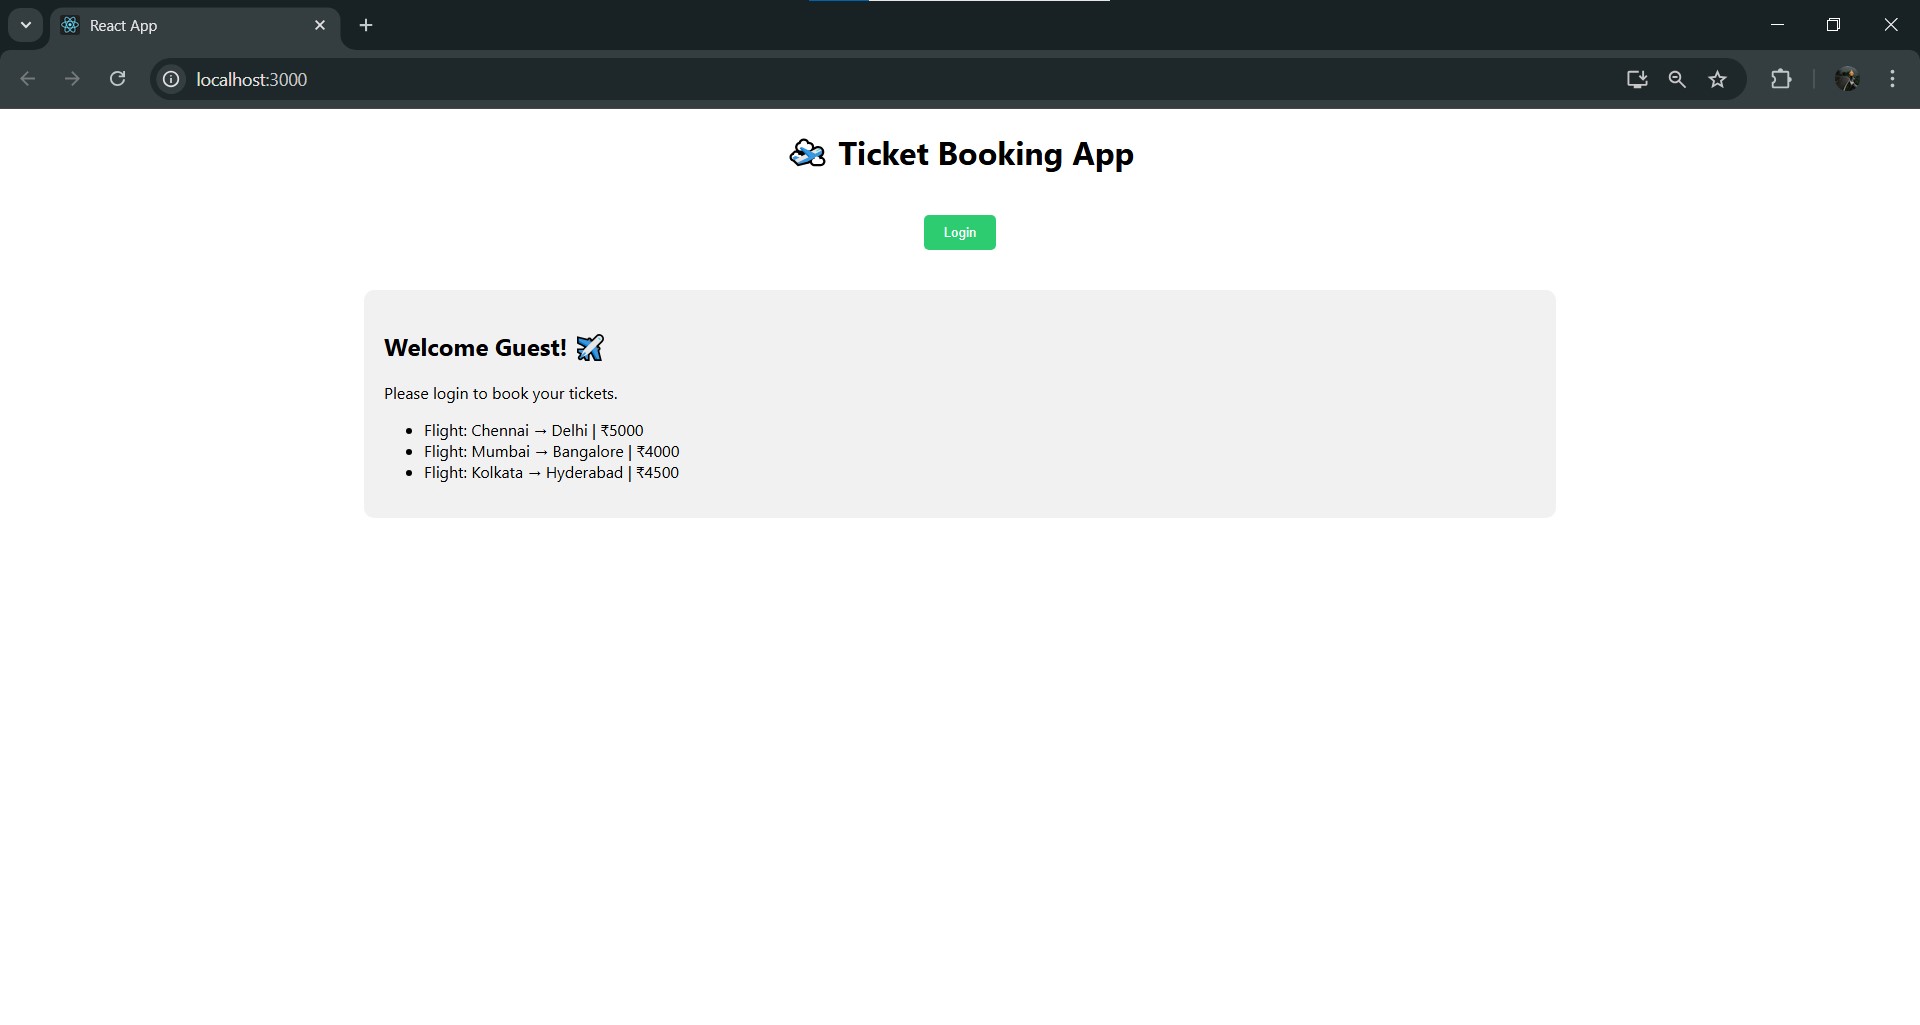 React App
localhost:3000
Ticket Booking App
Login
Welcome Guest! ✈️
Please login to book your tickets.
• Flight: Chennai → Delhi | ₹5000
• Flight: Mumbai → Bangalore | ₹4000
• Flight: Kolkata → Hyderabad | ₹4500